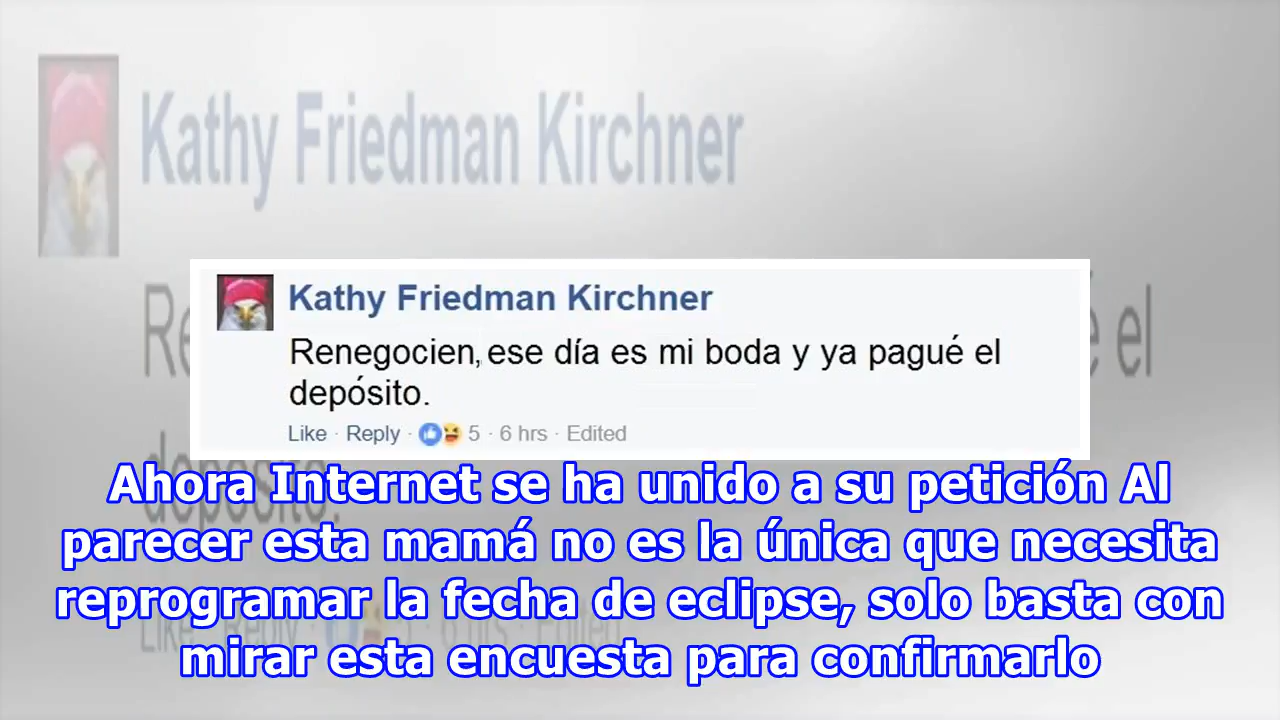 Kathy Friedman Kirchner
Kathy Friedman Kirchner
Renegocien, ese día es mi boda y ya pagué el
depósito.
Like · Reply · 5 · 6 hrs · Edited
Ahora Internet se ha unido a su petición Al
parecer esta mamá no es la única que necesita
reprogramar la fecha de eclipse, solo basta con
mirar esta encuesta para confirmarlo